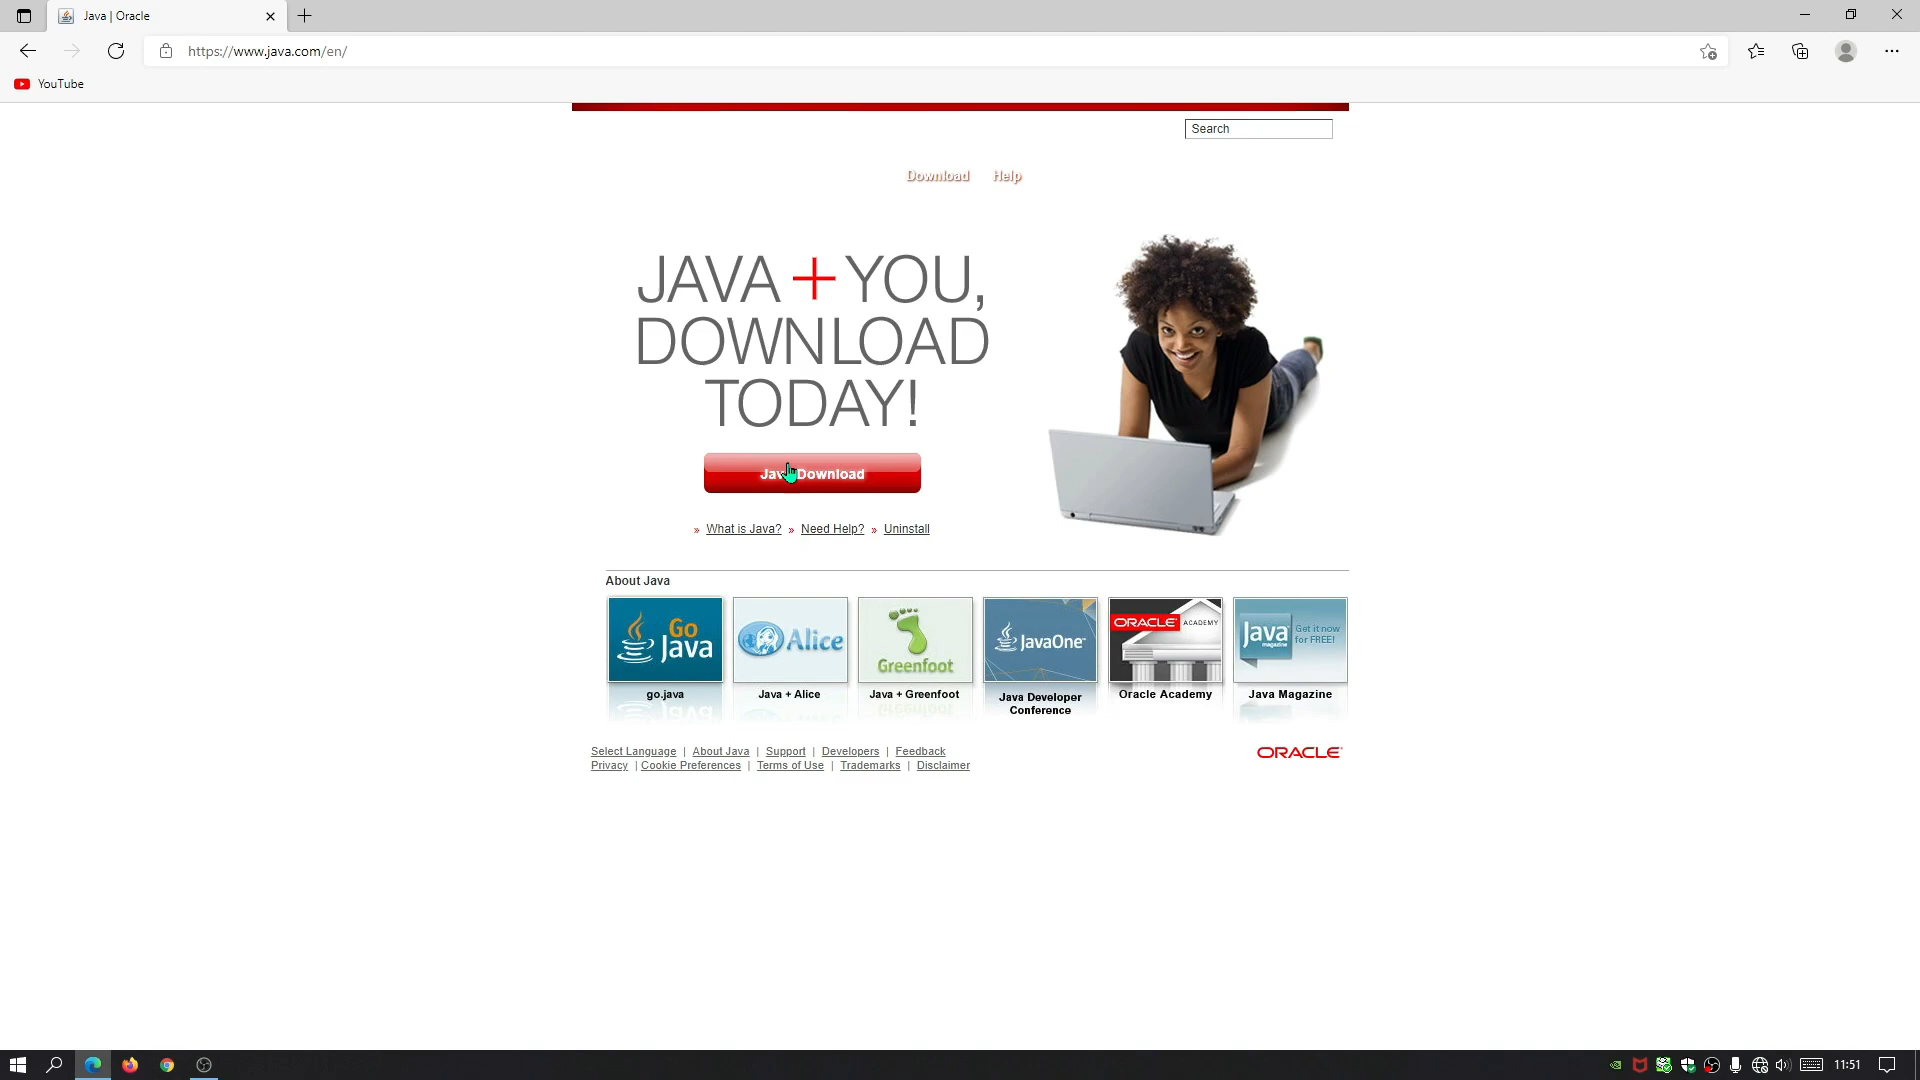 Java | Oracle
https://www.java.com/en/
YouTube
Search
Download Help
JAVA + YOU,
DOWNLOAD
TODAY!
Java Download
» What is Java? » Need Help? » Uninstall
About Java
Go Java
Alice
Greenfoot
JavaOne
ORACLE ACADEMY
Java magazine Get it now for FREE!
go.java
Java + Alice
Java + Greenfoot
Java Developer Conference
Oracle Academy
Java Magazine
Select Language | About Java | Support | Developers | Feedback
Privacy | Cookie Preferences | Terms of Use | Trademarks | Disclaimer
ORACLE
11:51